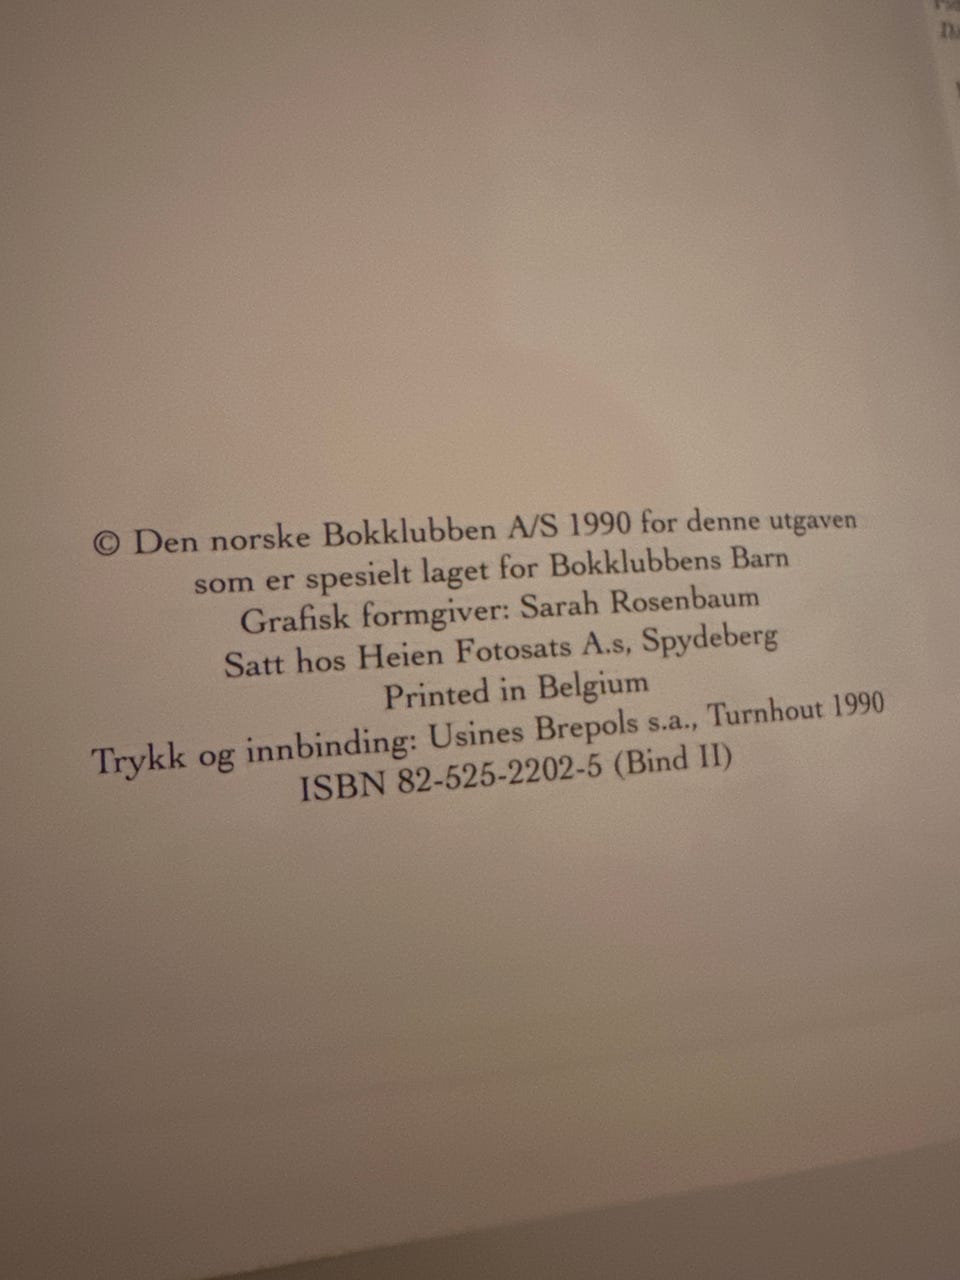 © Den norske Bokklubben A/S 1990 for denne utgaven
som er spesielt laget for Bokklubbens Barn
Grafisk formgiver: Sarah Rosenbaum
Satt hos Heien Fotosats A.s, Spydeberg
Printed in Belgium
Trykk og innbinding: Usines Brepols s.a., Turnhout 1990
ISBN 82-525-2202-5 (Bind II)